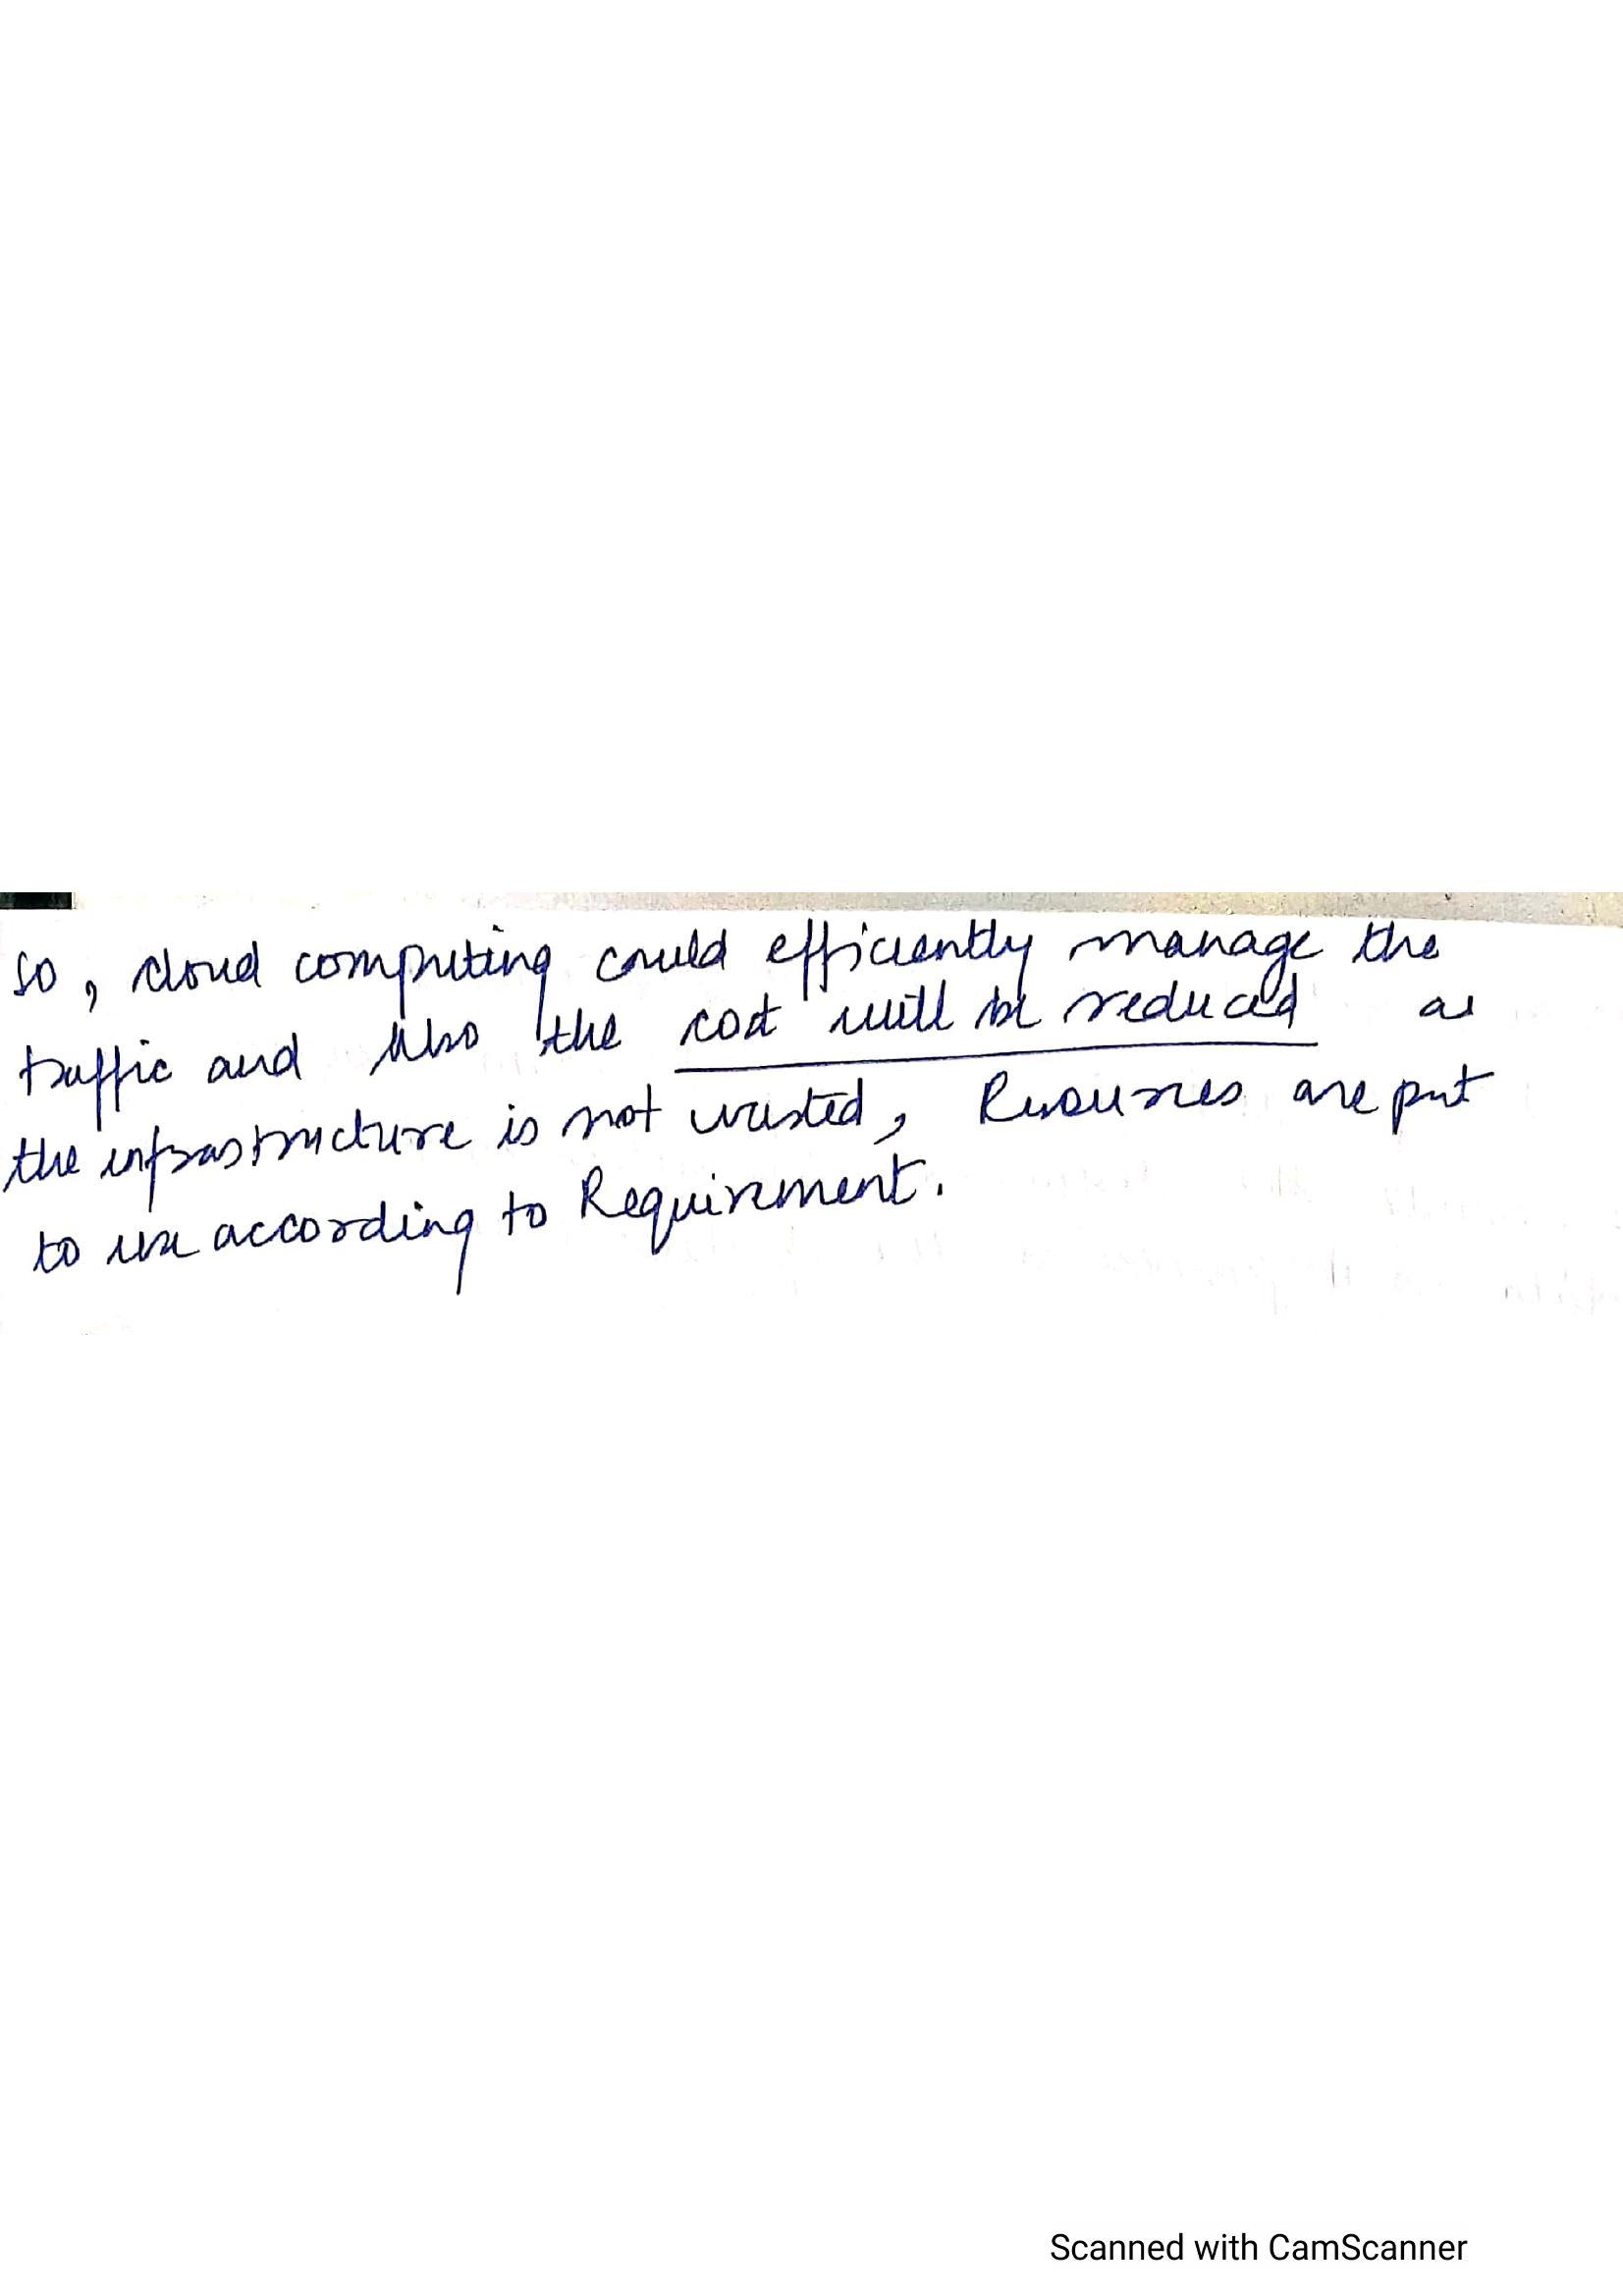 so, cloud computing could efficiently manage the
traffic and also the cost will be reduced as
the infrastructure is not wasted, Resources are put
to use according to Requirement.
Scanned with CamScanner